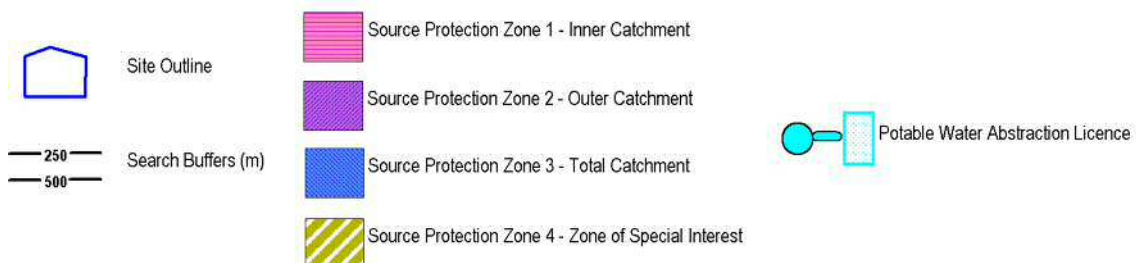 Site Outline
250
500
Search Buffers (m)
Source Protection Zone 1 - Inner Catchment
Source Protection Zone 2 - Outer Catchment
Source Protection Zone 3 - Total Catchment
Source Protection Zone 4 - Zone of Special Interest
Potable Water Abstraction Licence